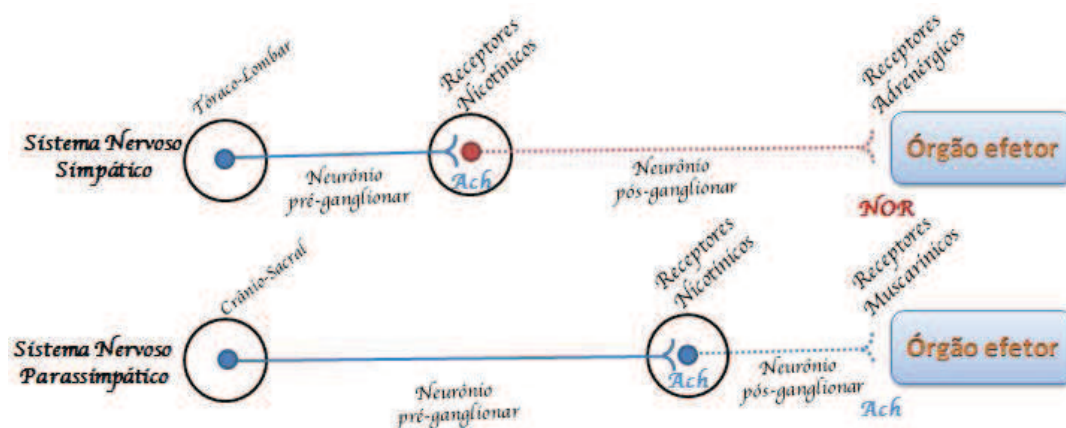 Tóraco-Lombar
Receptores
Nicotínicos
Receptores
Adrenérgicos
Sistema Nervoso
Simpático
Neurônio
pré-ganglionar
Ach
Neurônio
pós-ganglionar
NOR
Órgão efetor
Crânio-Sacral
Receptores
Nicotínicos
Receptores
Muscarínicos
Sistema Nervoso
Parassimpático
Neurônio
pré-ganglionar
Ach
Neurônio
pós-ganglionar
Ach
Órgão efetor